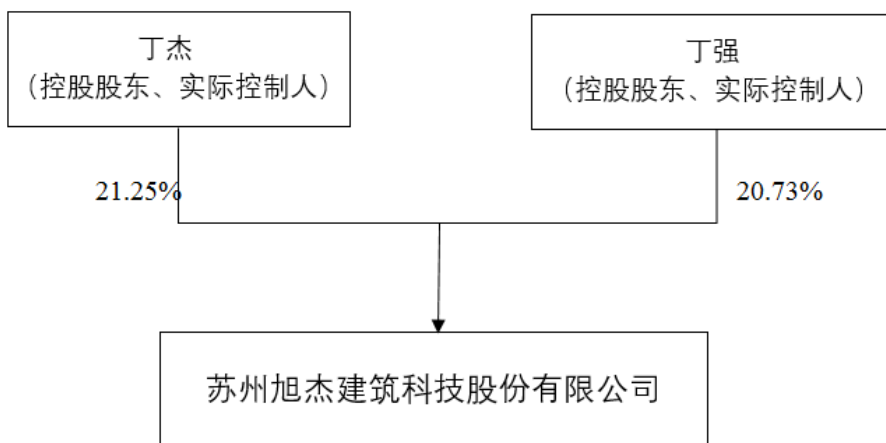 丁杰
（控股股东、实际控制人）
丁强
（控股股东、实际控制人）
21.25%
20.73%
苏州旭杰建筑科技股份有限公司